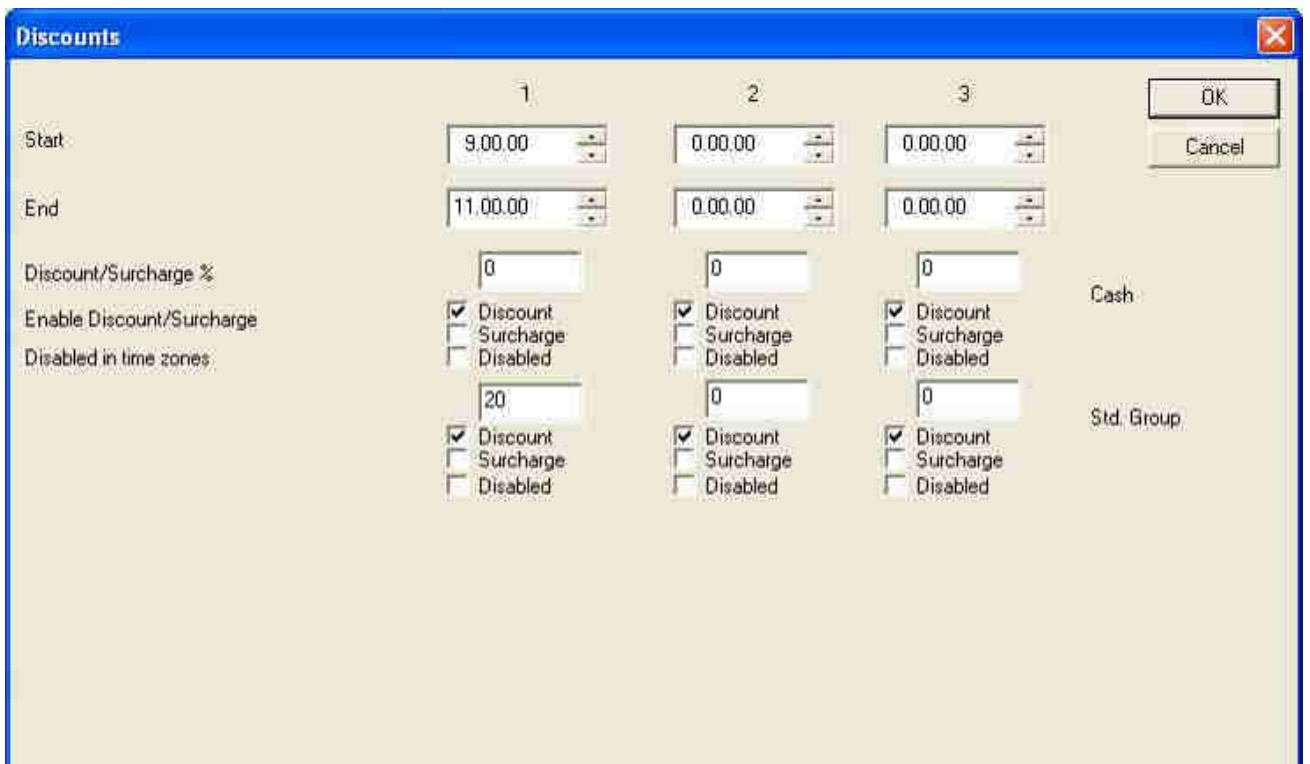 Discounts
1 2 3 OK
Start 9.00.00 0.00.00 0.00.00 Cancel
End 11.00.00 0.00.00 0.00.00
Discount/Surcharge % 0 0 0
Cash
Enable Discount/Surcharge Discount Discount Discount
Surcharge Surcharge Surcharge
Disabled in time zones Disabled Disabled Disabled
20 0 0
Std. Group
Discount Discount Discount
Surcharge Surcharge Surcharge
Disabled Disabled Disabled